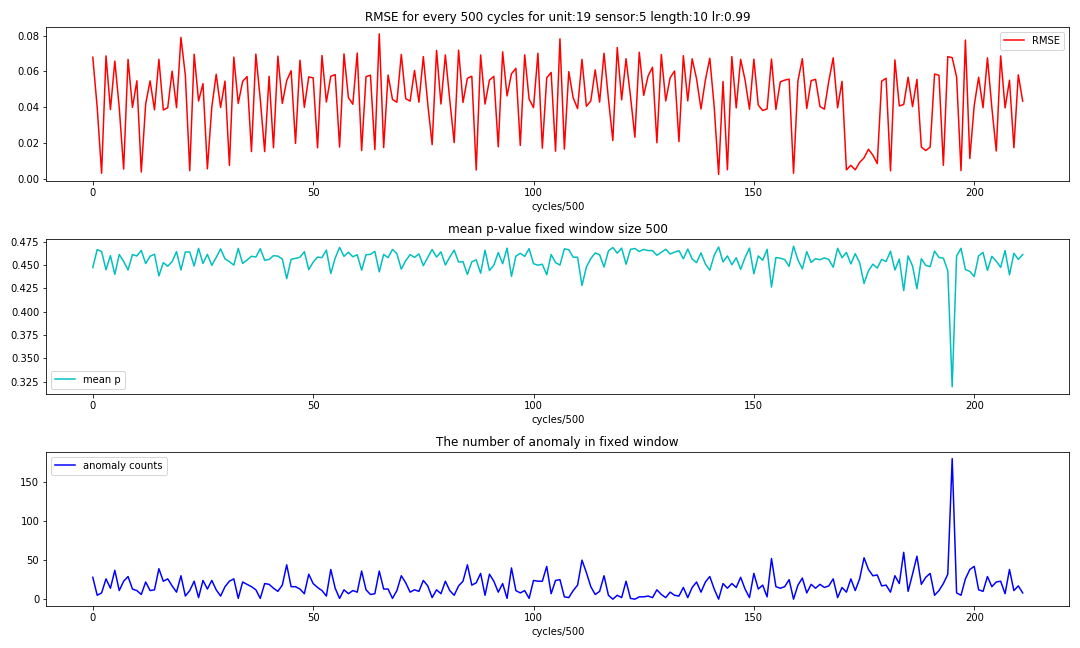 RMSE for every 500 cycles for unit:19 sensor:5 length:10 lr:0.99
0.08
0.06
0.04
0.02
0.00
RMSE
0 50 100 150 200
cycles/500
mean p-value fixed window size 500
0.475
0.450
0.425
0.400
0.375
0.350
0.325
mean p
0 50 100 150 200
cycles/500
The number of anomaly in fixed window
anomaly counts
150
100
50
0
0 50 100 150 200
cycles/500